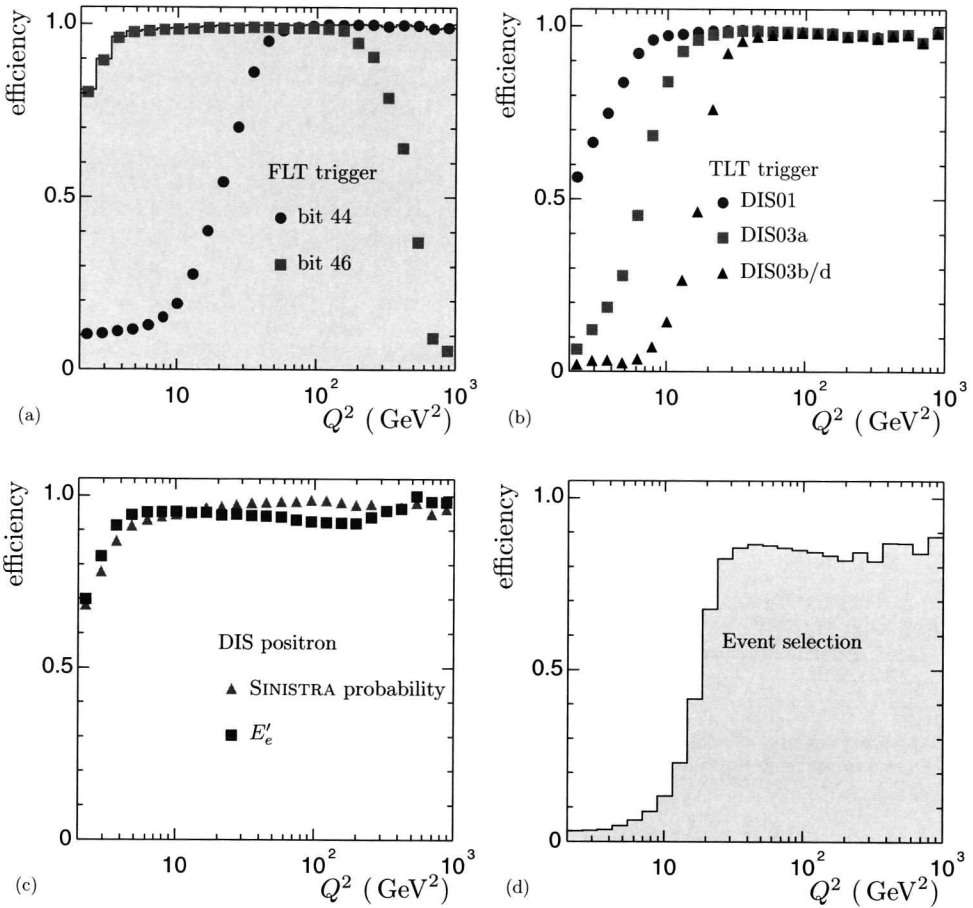 efficiency
1.0
0.5
0
FLT trigger
bit 44
bit 46
10
10²
10³
Q² (GeV²)
(a)
efficiency
1.0
0.5
0
TLT trigger
DIS01
DIS03a
DIS03b/d
10
10²
10³
Q² (GeV²)
(b)
efficiency
1.0
0.5
0
DIS positron
SINISTRA probability
E′ₑ
10
10²
10³
Q² (GeV²)
(c)
efficiency
1.0
0.5
0
Event selection
10
10²
10³
Q² (GeV²)
(d)